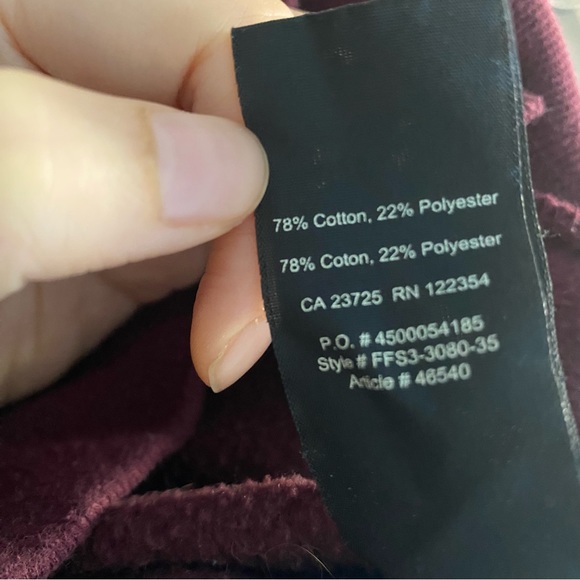 78% Cotton, 22% Polyester
78% Coton, 22% Polyester
CA 23725 RN 122354
P.O. # 4500054185
Style # FFS3-3080-35
Article # 46540